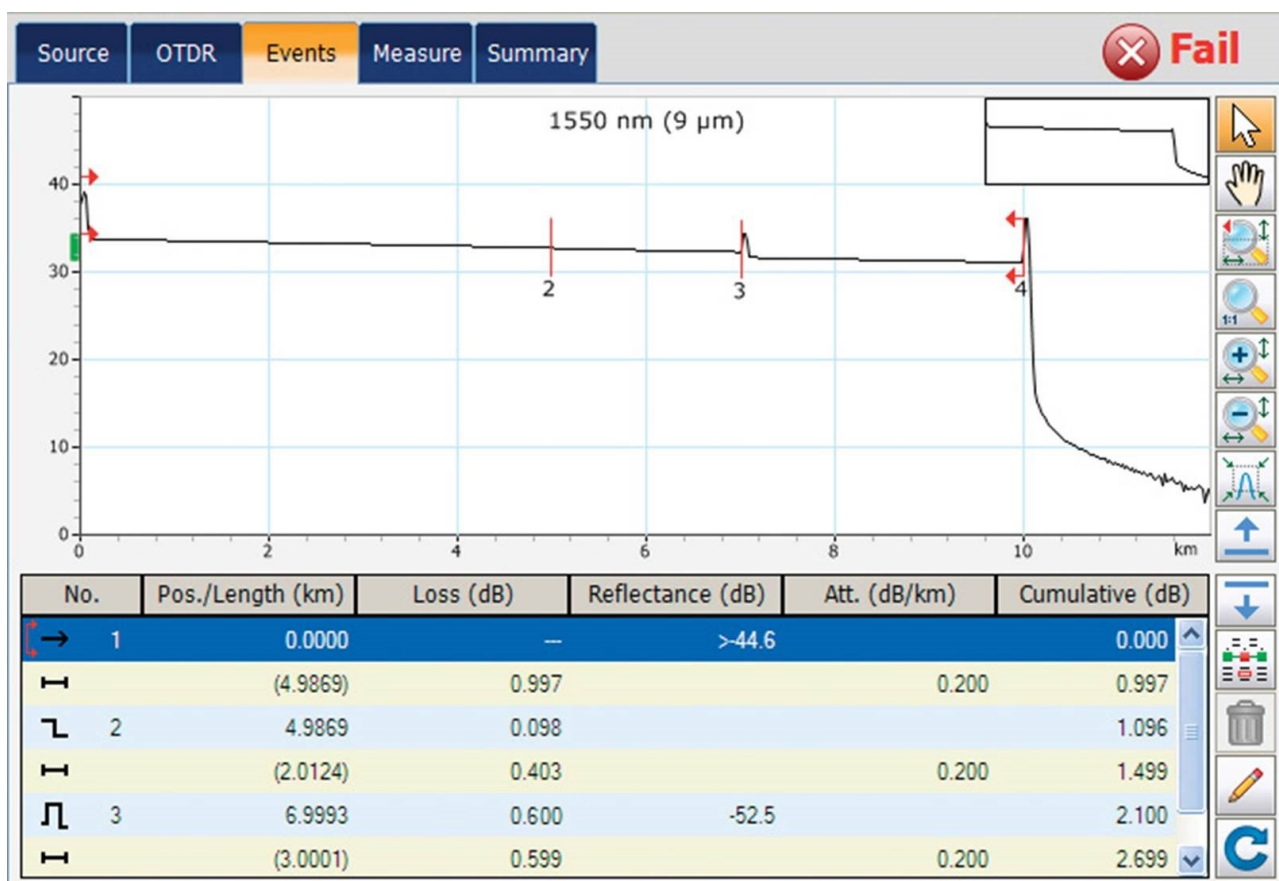 Source OTDR Events Measure Summary Fail
1550 nm (9 µm)
40
30
20
10
0
2 3 4
0 2 4 6 8 10 km
1:1
No. Pos./Length (km) Loss (dB) Reflectance (dB) Att. (dB/km) Cumulative (dB)
1 0.0000 --- >-44.6 0.000
(4.9869) 0.997 0.200 0.997
2 4.9869 0.098 1.096
(2.0124) 0.403 0.200 1.499
3 6.9993 0.600 -52.5 2.100
(3.0001) 0.599 0.200 2.699